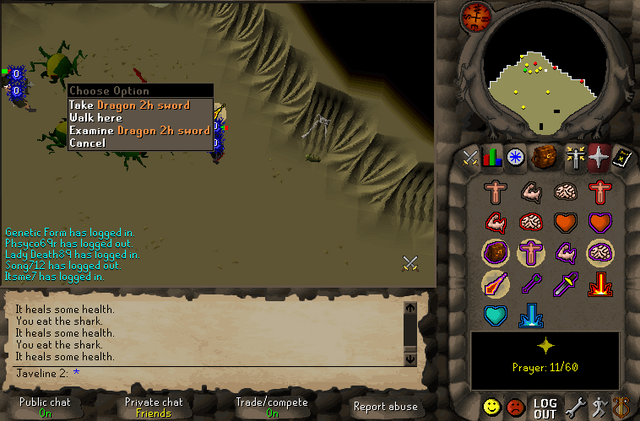 Choose Option
Take Dragon 2h sword
Walk here
Examine Dragon 2h sword
Cancel
0
0
Genetic Form has logged in.
Phsyco69r has logged out.
Lady Death89 has logged in.
Song712 has logged out.
Itsme7 has logged in.
It heals some health.
You eat the shark.
It heals some health.
You eat the shark.
It heals some health.
Javeline 2: *
Prayer: 11/60
Public chat
On
Private chat
Friends
Trade/compete
On
Report abuse
LOG
OUT